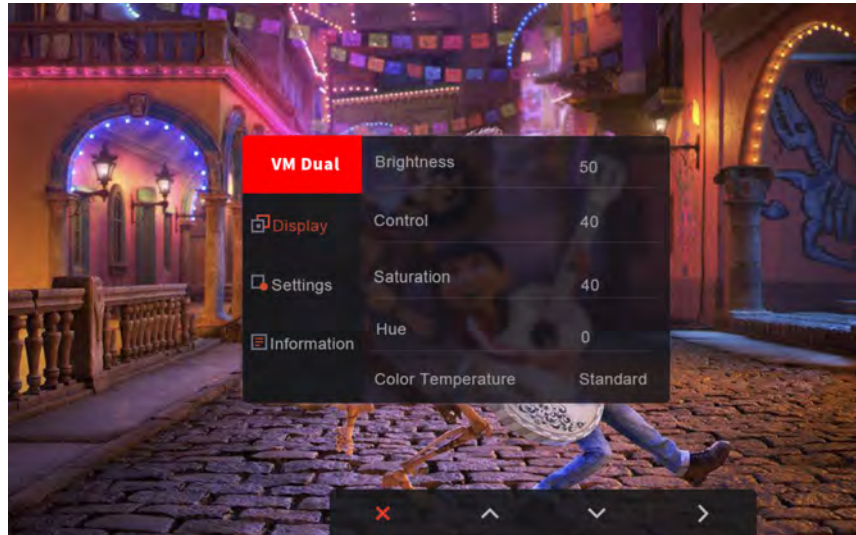 VM Dual
Brightness 50
Display
Control 40
Settings
Saturation 40
Information
Hue 0
Color Temperature Standard